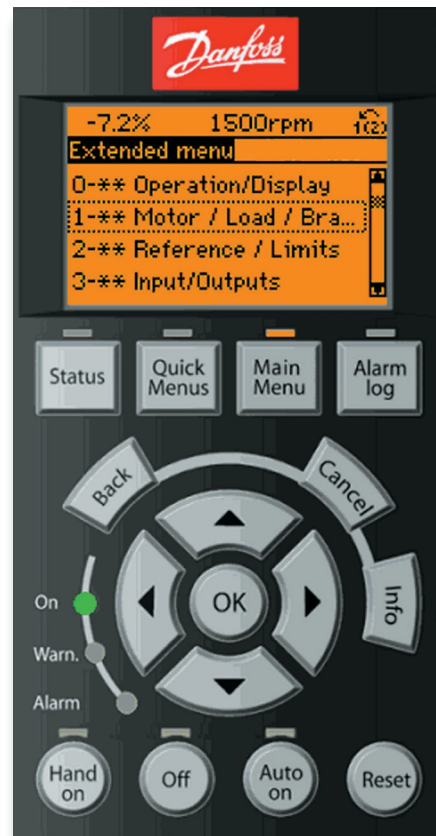 Danfoss
-7.2% 1500rpm 1(2)
Extended menu
0-** Operation/Display
1-** Motor / Load / Bra...
2-** Reference / Limits
3-** Input/Outputs
Status
Quick
Menus
Main
Menu
Alarm
log
Back
Cancel
OK
Info
On
Warn.
Alarm
Hand
on
Off
Auto
on
Reset